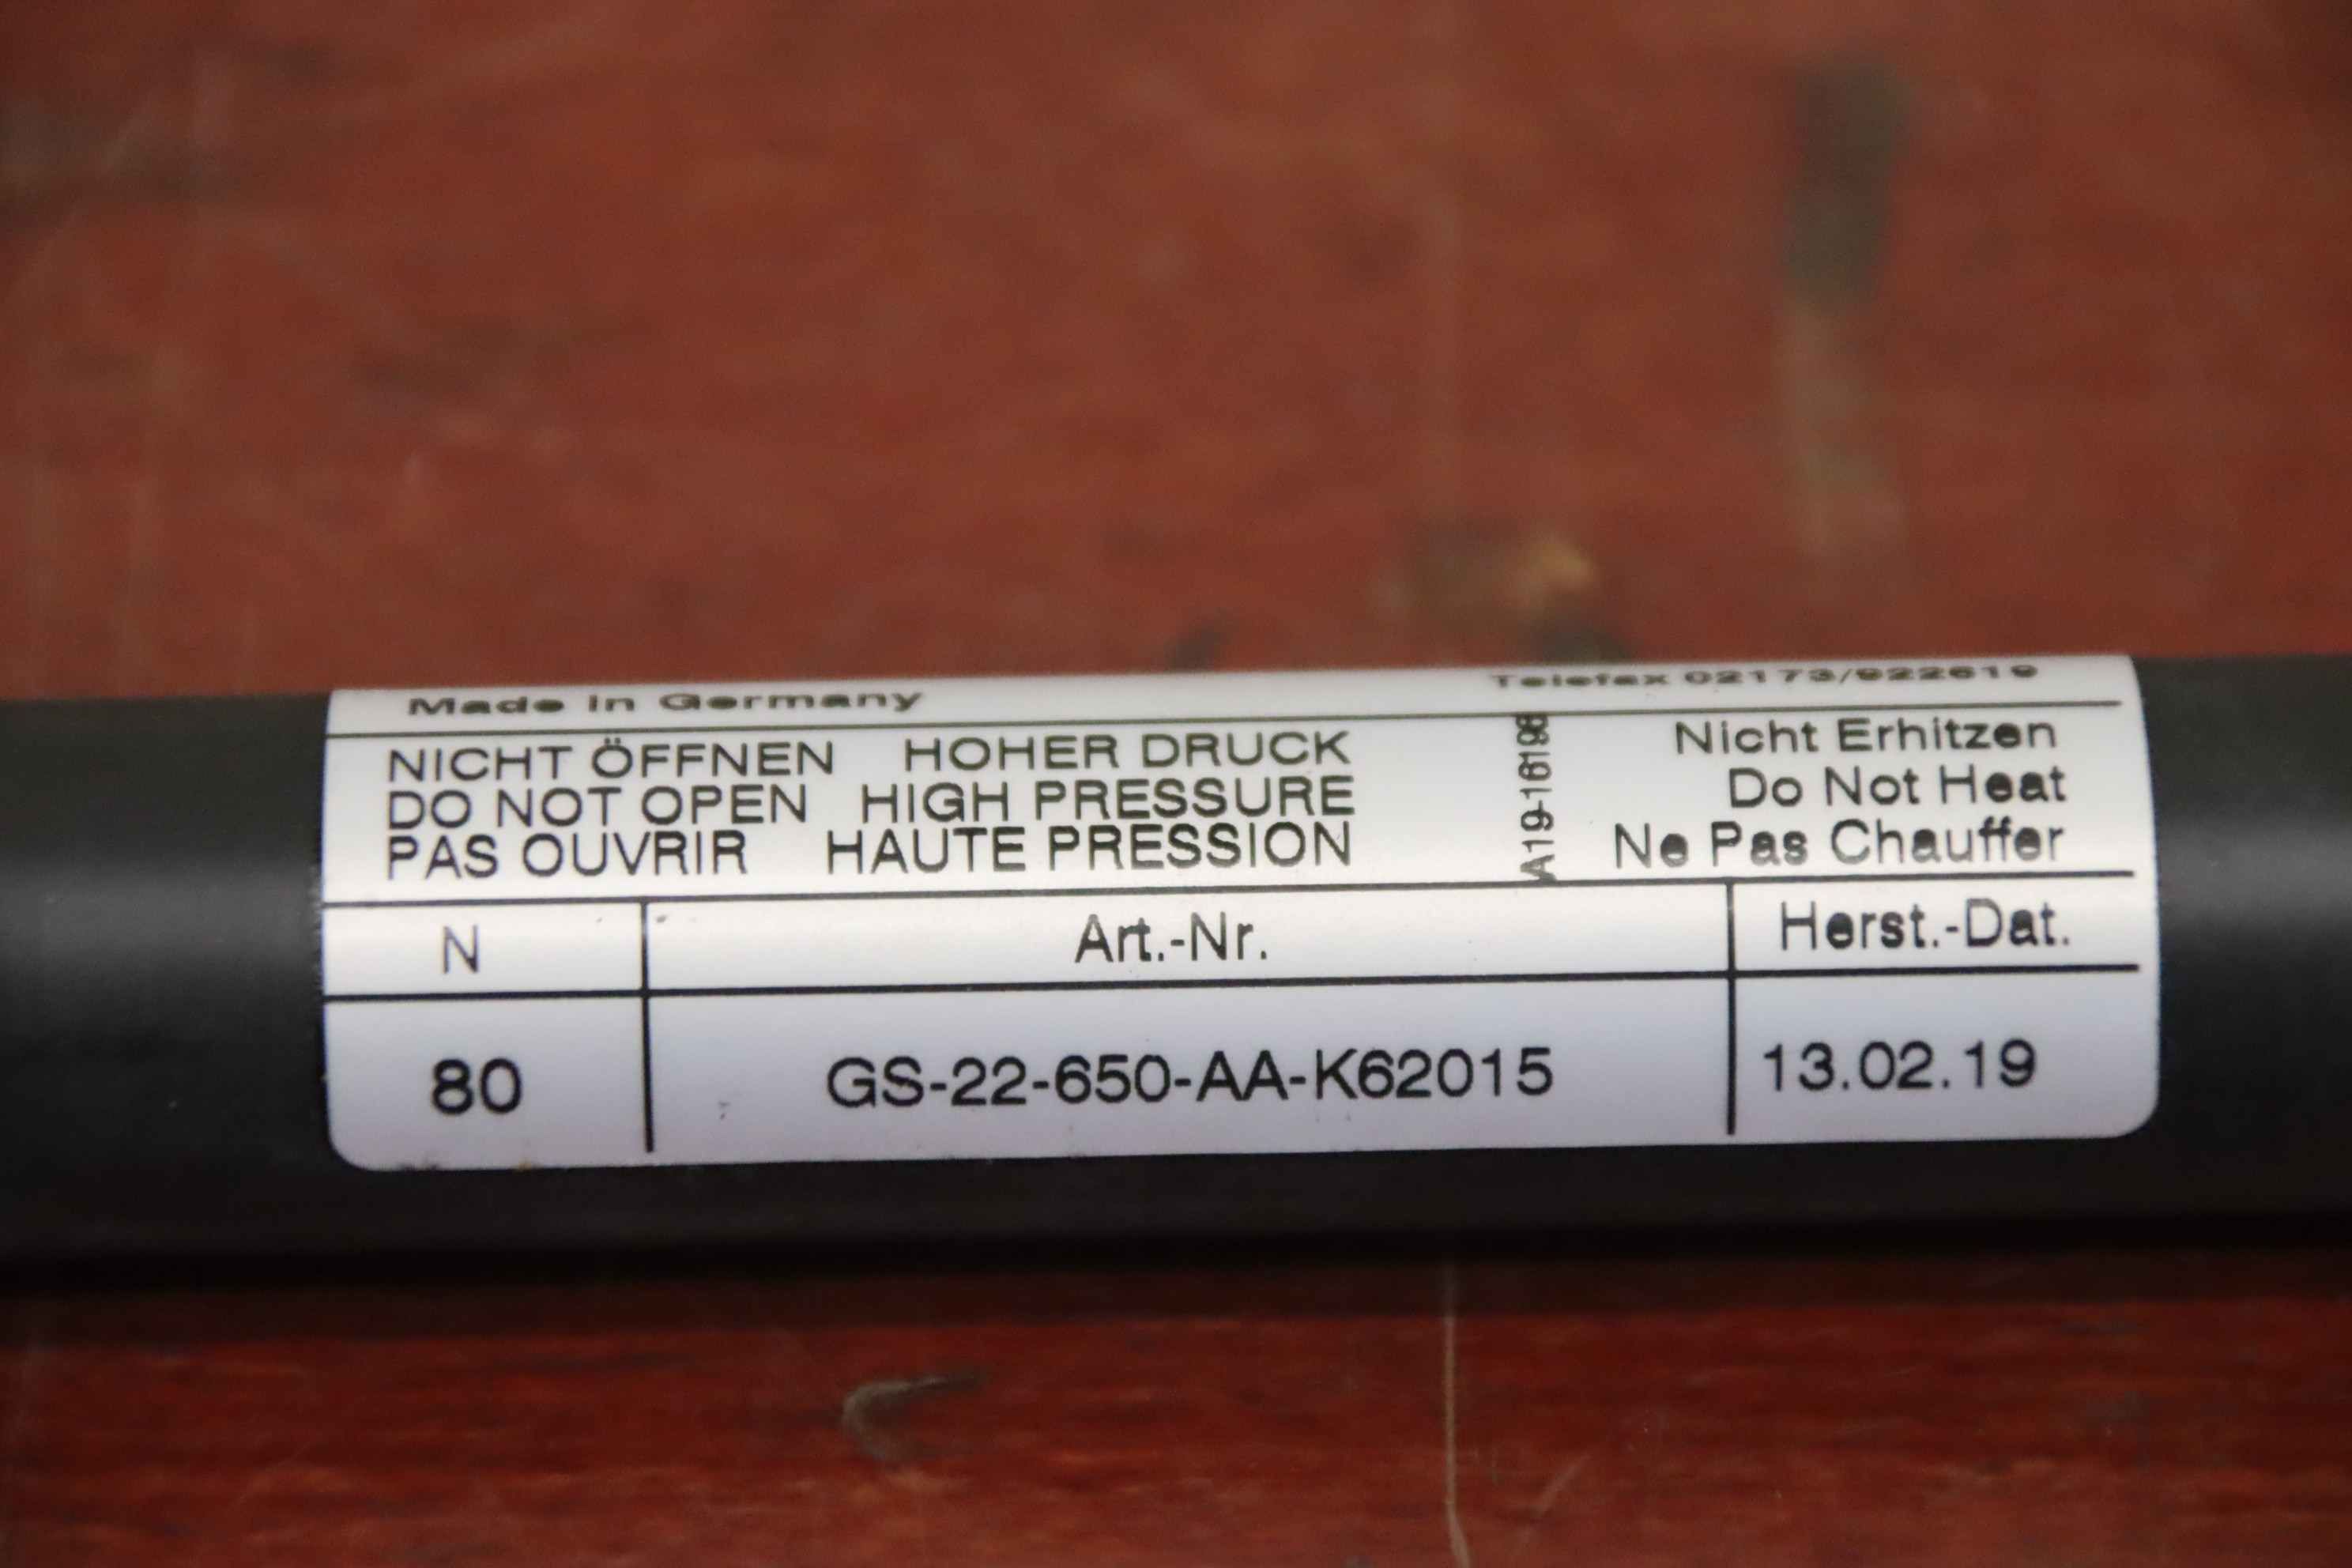 Made in Germany Telefax 02173/922619
NICHT ÖFFNEN HOHER DRUCK
DO NOT OPEN HIGH PRESSURE
PAS OUVRIR HAUTE PRESSION
A19-16198
Nicht Erhitzen
Do Not Heat
Ne Pas Chauffer
N Art.-Nr. Herst.-Dat.
80 GS-22-650-AA-K62015 13.02.19